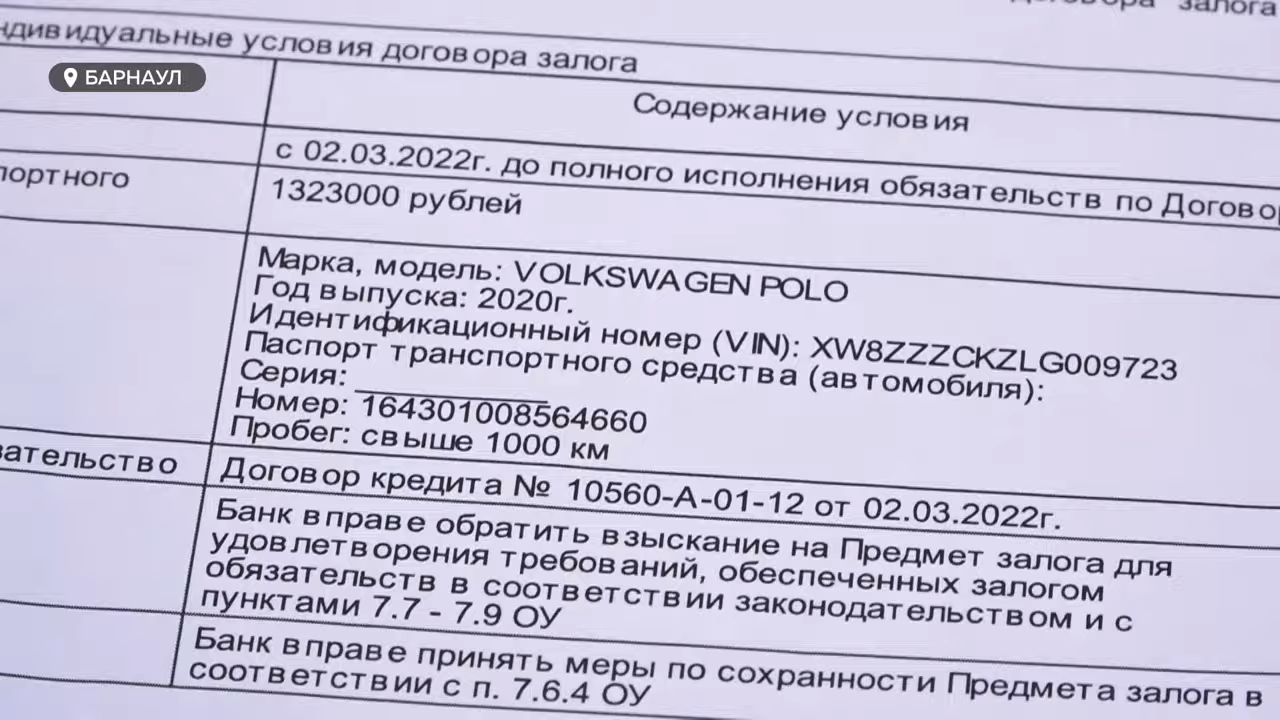 договора залога
ндивидуальные условия договора залога
БАРНАУЛ
Содержание условия
с 02.03.2022г. до полного исполнения обязательств по Догово
портного
1323000 рублей
Марка, модель: VOLKSWAGEN POLO
Год выпуска: 2020г.
Идентификационный номер (VIN): XW8ZZZCKZLG009723
Паспорт транспортного средства (автомобиля):
Серия:
Номер: 164301008564660
Пробег: свыше 1000 км
зательство
Договор кредита № 10560-А-01-12 от 02.03.2022г.
Банк вправе обратить взыскание на Предмет залога для
удовлетворения требований, обеспеченных залогом
обязательств в соответствии законодательством и с
пунктами 7.7 - 7.9 ОУ
Банк вправе принять меры по сохранности Предмета залога в
соответствии с п. 7.6.4 ОУ